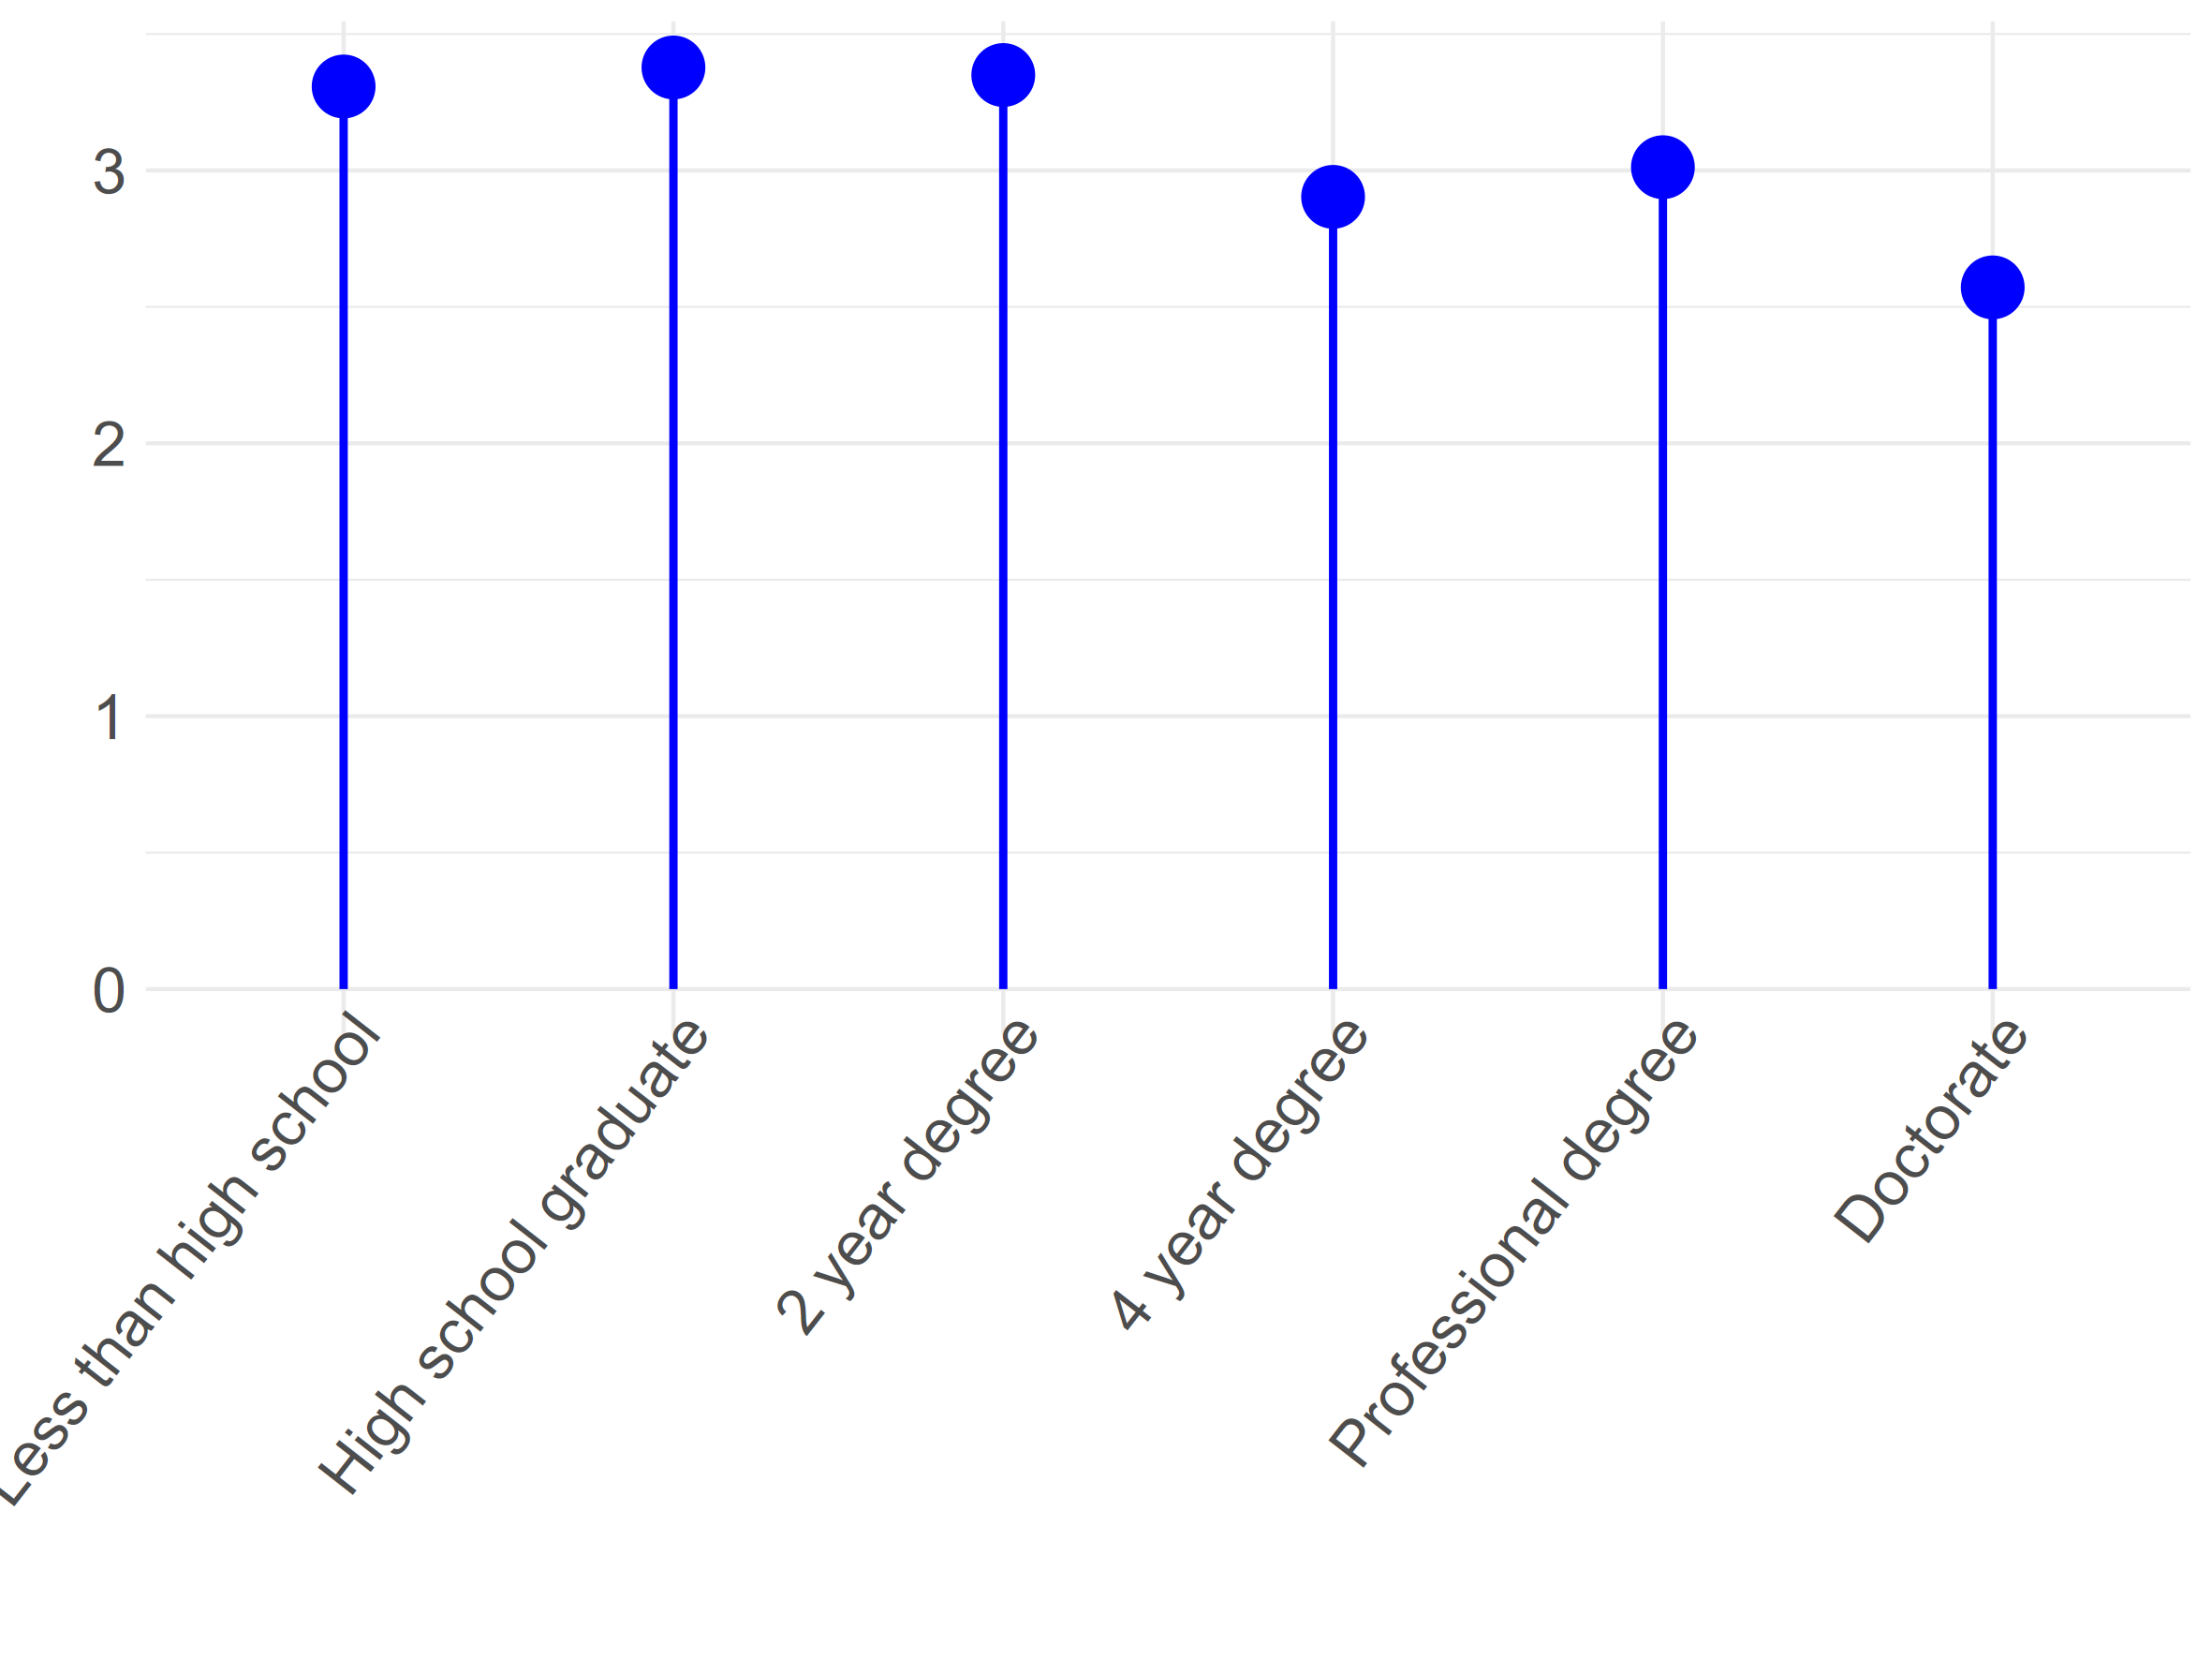 3
2
1
0
Less than high school
High school graduate
2 year degree
4 year degree
Professional degree
Doctorate